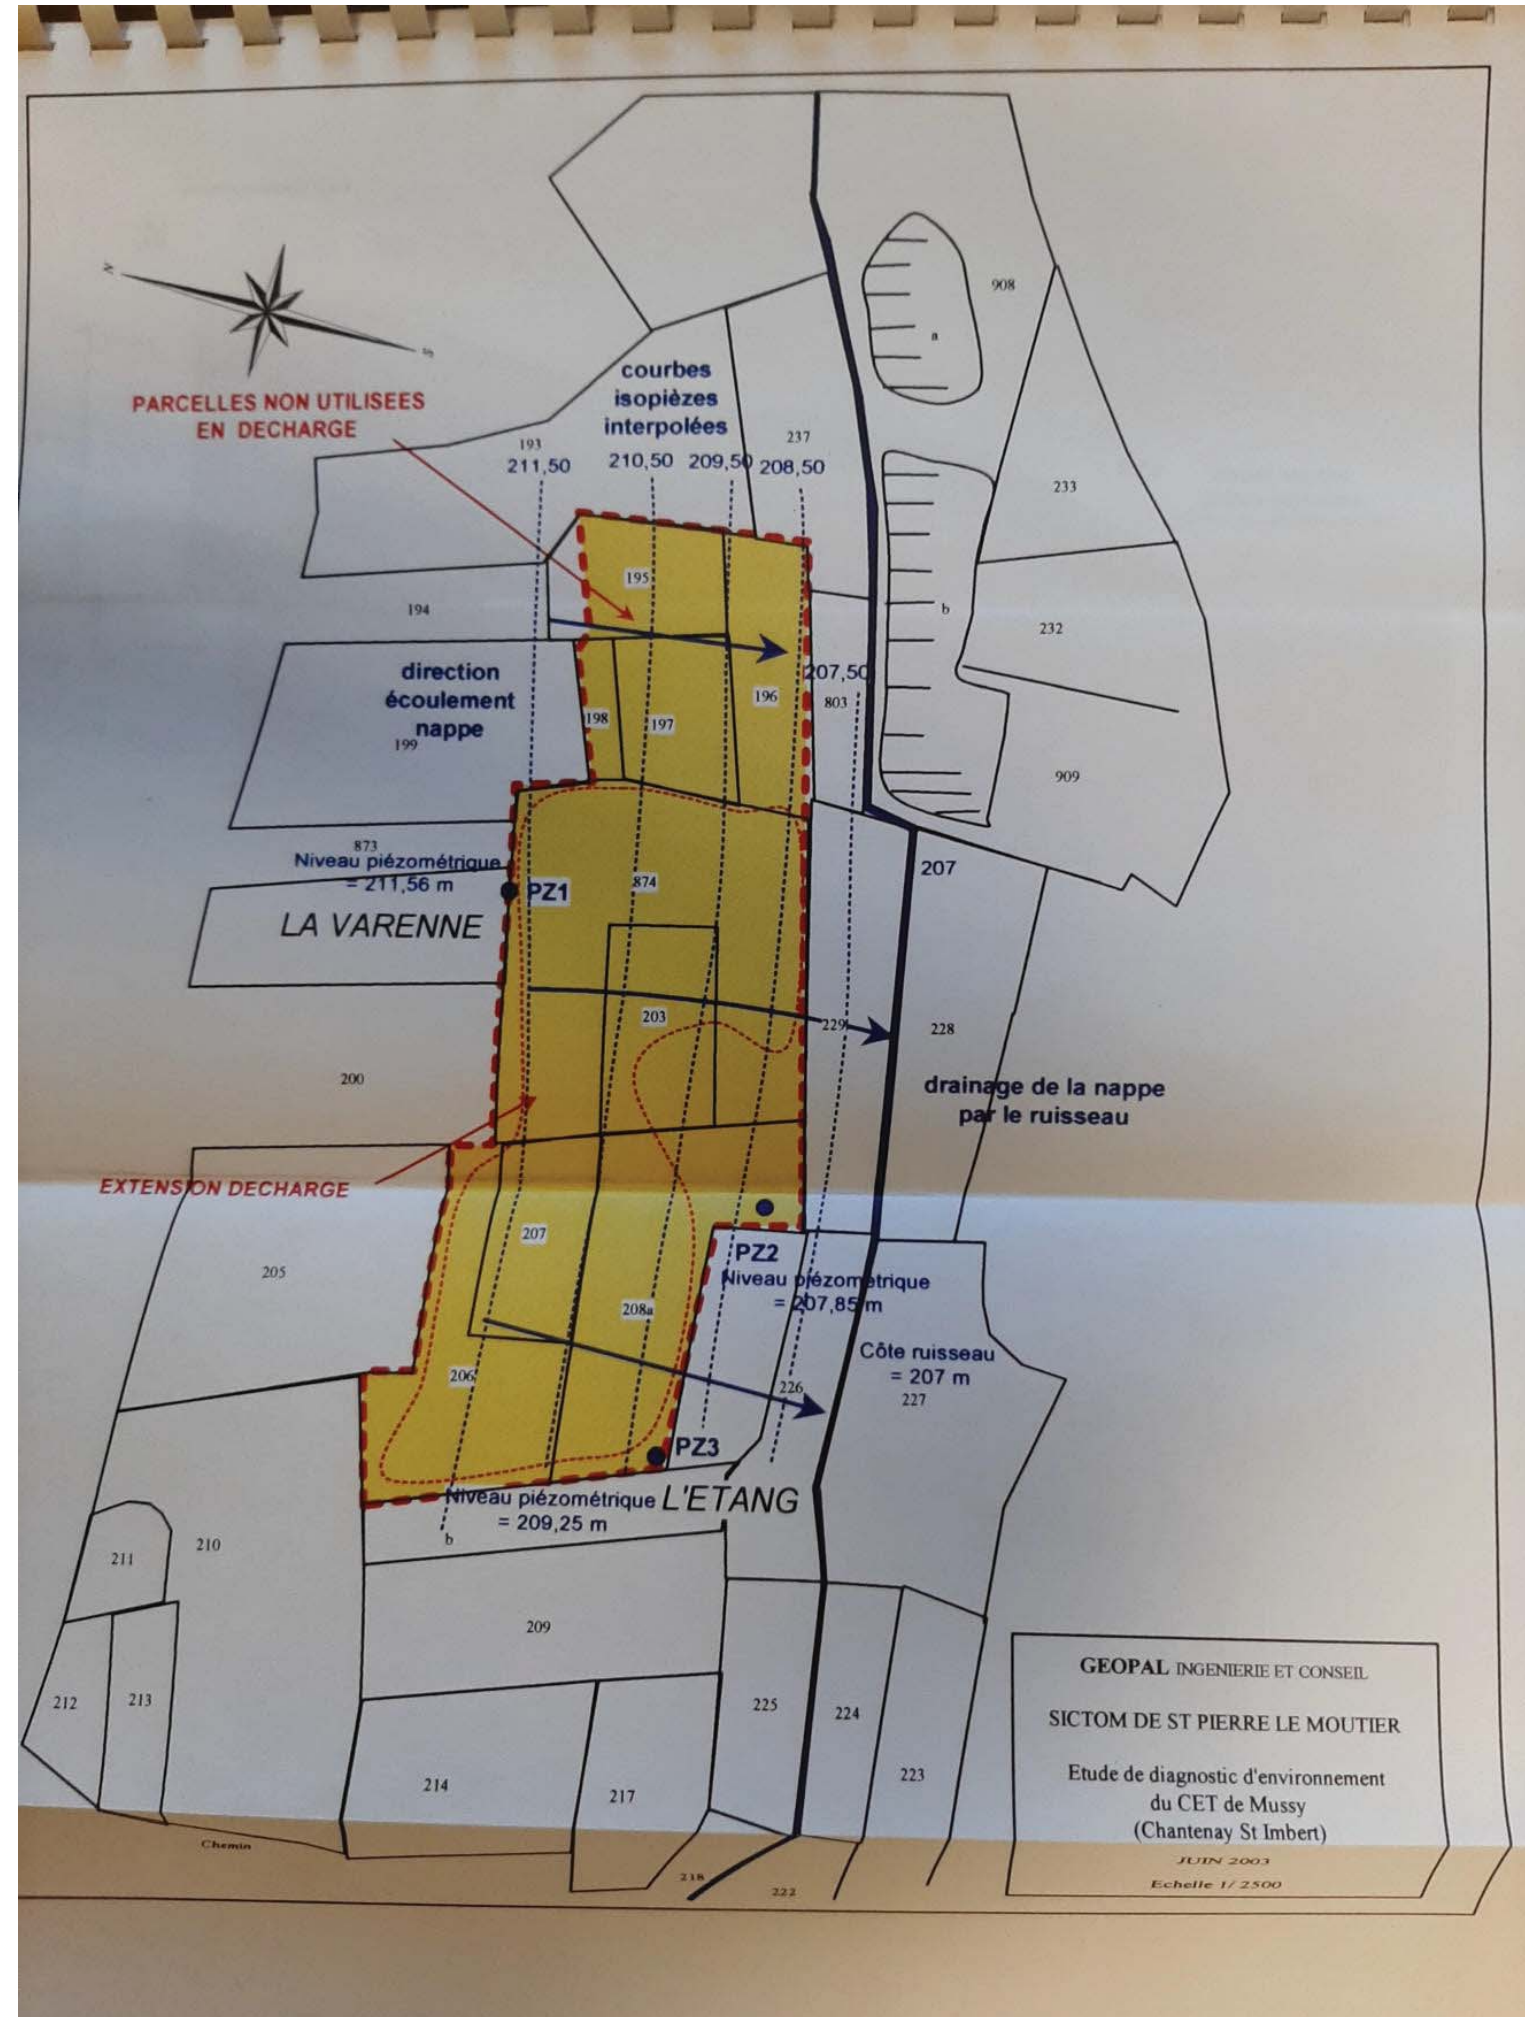 N
S
908
a
PARCELLES NON UTILISEES
EN DECHARGE
courbes
isopièzes
interpolées
193
237
211,50
210,50
209,50
208,50
233
195
194
b
232
direction
écoulement
nappe
199
198
197
196
207,50
803
909
873
Niveau piézométrique
= 211,56 m
PZ1
874
207
LA VARENNE
203
229
228
200
drainage de la nappe
par le ruisseau
EXTENSION DECHARGE
207
205
PZ2
Niveau piézométrique
= 207,85 m
208a
Côte ruisseau
= 207 m
227
206
226
PZ3
Niveau piézométrique
= 209,25 m
L'ETANG
b
211
210
209
212
213
225
224
223
214
217
Chemin
218
222
GEOPAL INGENIERIE ET CONSEIL
SICTOM DE ST PIERRE LE MOUTIER
Etude de diagnostic d'environnement
du CET de Mussy
(Chantenay St Imbert)
JUIN 2003
Echelle 1/ 2500